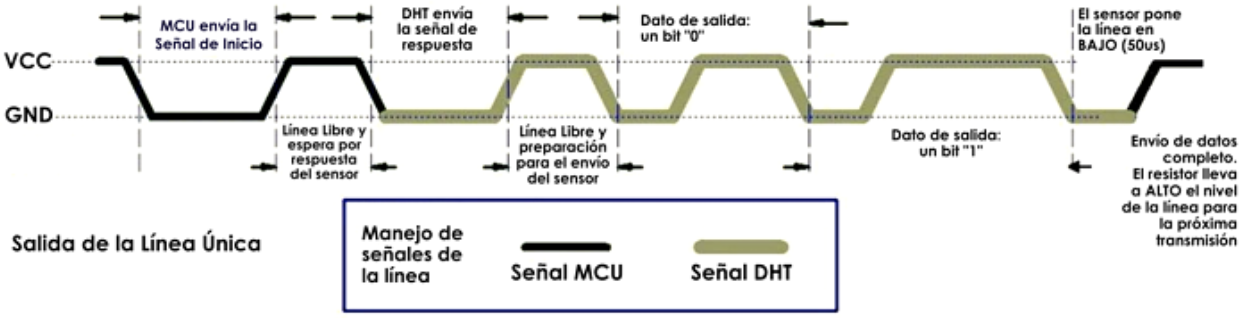 MCU envía la
Señal de Inicio
DHT envía
la señal de
respuesta
Dato de salida:
un bit "0"
El sensor pone
la línea en
BAJO (50us)
VCC
GND
Línea Libre y
espera por
respuesta
del sensor
Línea Libre y
preparación
para el envío
del sensor
Dato de salida:
un bit "1"
Envío de datos
completo.
El resistor lleva
a ALTO el nivel
de la línea para
la próxima
transmisión
Salida de la Línea Única
Manejo de
señales de
la línea
Señal MCU
Señal DHT